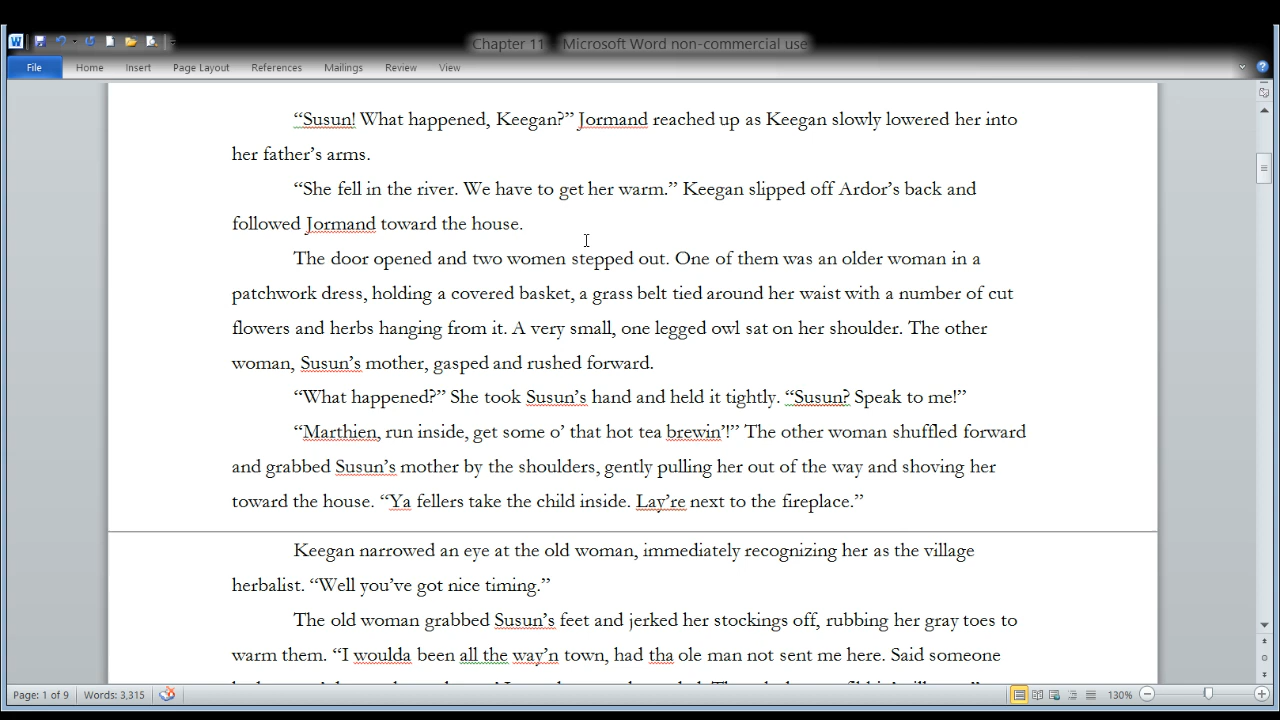 Chapter 11 - Microsoft Word non-commercial use
File Home Insert Page Layout References Mailings Review View
“Susun! What happened, Keegan?” Jormand reached up as Keegan slowly lowered her into
her father’s arms.
“She fell in the river. We have to get her warm.” Keegan slipped off Ardor’s back and
followed Jormand toward the house.
The door opened and two women stepped out. One of them was an older woman in a
patchwork dress, holding a covered basket, a grass belt tied around her waist with a number of cut
flowers and herbs hanging from it. A very small, one legged owl sat on her shoulder. The other
woman, Susun’s mother, gasped and rushed forward.
“What happened?” She took Susun’s hand and held it tightly. “Susun? Speak to me!”
“Marthien, run inside, get some o’ that hot tea brewin’!” The other woman shuffled forward
and grabbed Susun’s mother by the shoulders, gently pulling her out of the way and shoving her
toward the house. “Ya fellers take the child inside. Lay’re next to the fireplace.”
Keegan narrowed an eye at the old woman, immediately recognizing her as the village
herbalist. “Well you’ve got nice timing.”
The old woman grabbed Susun’s feet and jerked her stockings off, rubbing her gray toes to
warm them. “I woulda been all the way’n town, had tha ole man not sent me here. Said someone
Page: 1 of 9 Words: 3,315 130%